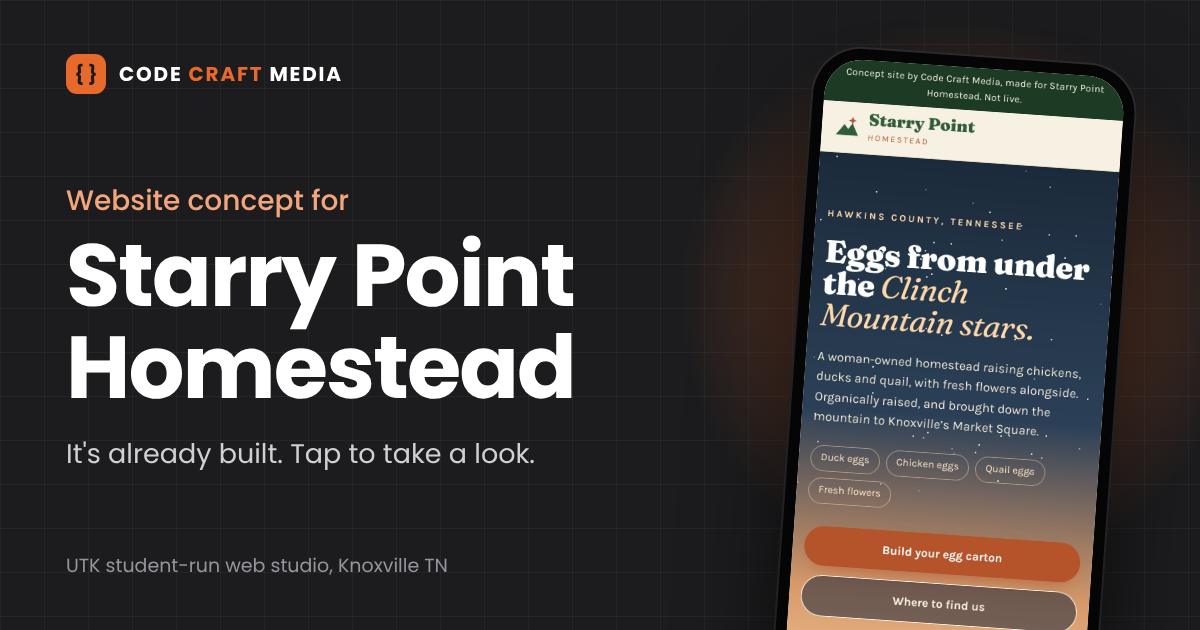 { } CODE CRAFT MEDIA
Website concept for
Starry Point
Homestead
It's already built. Tap to take a look.
UTK student-run web studio, Knoxville TN
Concept site by Code Craft Media, made for Starry Point
Homestead. Not live.
Starry Point
HOMESTEAD
HAWKINS COUNTY, TENNESSEE
Eggs from under
the Clinch
Mountain stars.
A woman-owned homestead raising chickens,
ducks and quail, with fresh flowers alongside.
Organically raised, and brought down the
mountain to Knoxville’s Market Square.
Duck eggs
Chicken eggs
Quail eggs
Fresh flowers
Build your egg carton
Where to find us